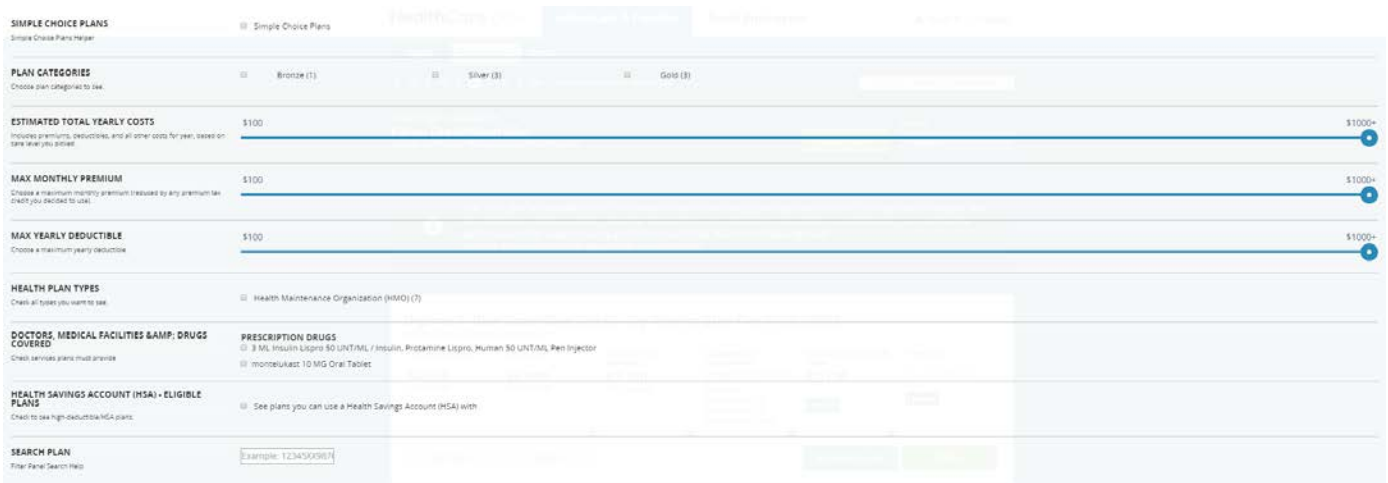 SIMPLE CHOICE PLANS
Simple Choice Plans Helper
Simple Choice Plans
PLAN CATEGORIES
Choose plan categories to see.
Bronze (1)
Silver (3)
Gold (3)
ESTIMATED TOTAL YEARLY COSTS
Includes premiums, deductibles, and all other costs for year, based on
care level you picked
$100
$1000+
MAX MONTHLY PREMIUM
Choose a maximum monthly premium (reduced by any premium tax
credit you decided to use).
$100
$1000+
MAX YEARLY DEDUCTIBLE
Choose a maximum yearly deductible
$100
$1000+
HEALTH PLAN TYPES
Check all types you want to see.
Health Maintenance Organization (HMO) (7)
DOCTORS, MEDICAL FACILITIES &AMP; DRUGS
COVERED
Check services plans must provide
PRESCRIPTION DRUGS
3 ML Insulin Lispro 50 UNT/ML / Insulin, Protamine Lispro, Human 50 UNT/ML Pen Injector
montelukast 10 MG Oral Tablet
HEALTH SAVINGS ACCOUNT (HSA) - ELIGIBLE
PLANS
Check to see high-deductible/HSA plans.
See plans you can use a Health Savings Account (HSA) with
SEARCH PLAN
Filter Panel Search Help
Example: